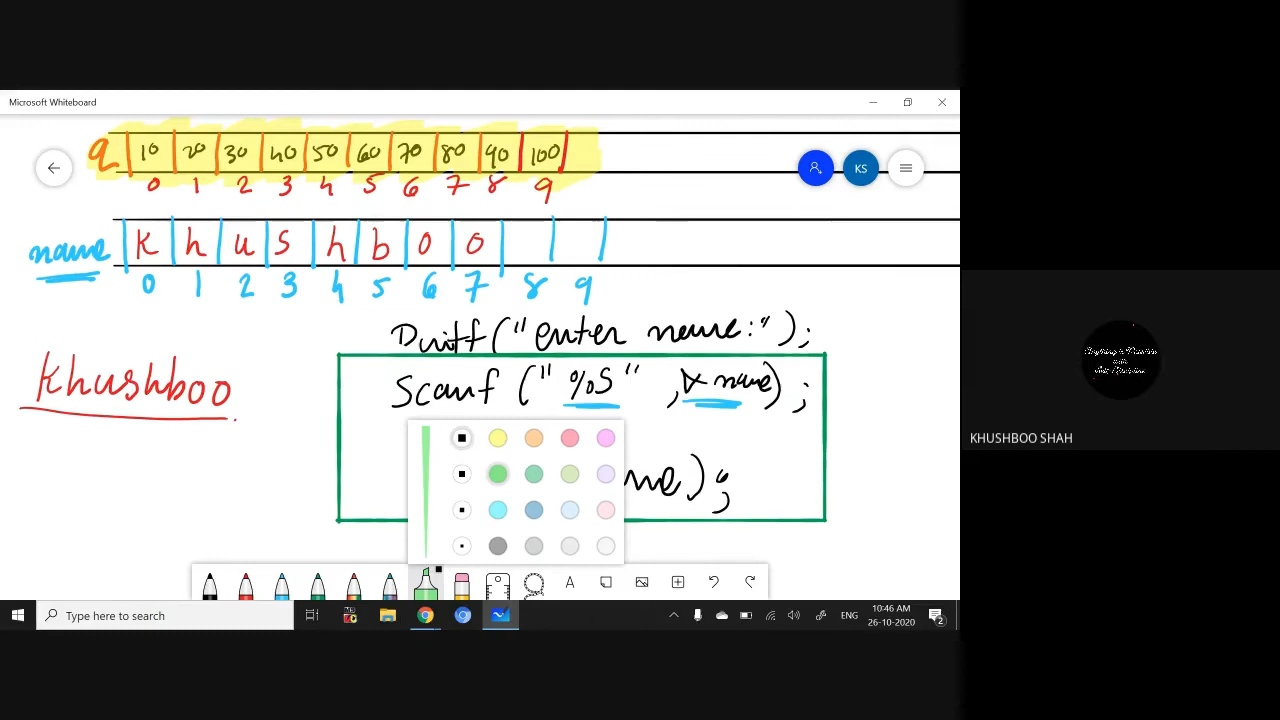 Microsoft Whiteboard
q 10 20 30 40 50 60 70 80 90 100
0 1 2 3 4 5 6 7 8 9
KS
name K h u s h b o o
0 1 2 3 4 5 6 7 8 9
Printf("enter name:");
Khushboo
Scanf ("%s", & name);
me);
KHUSHBOO SHAH
A
Type here to search
ENG
10:46 AM
26-10-2020
2